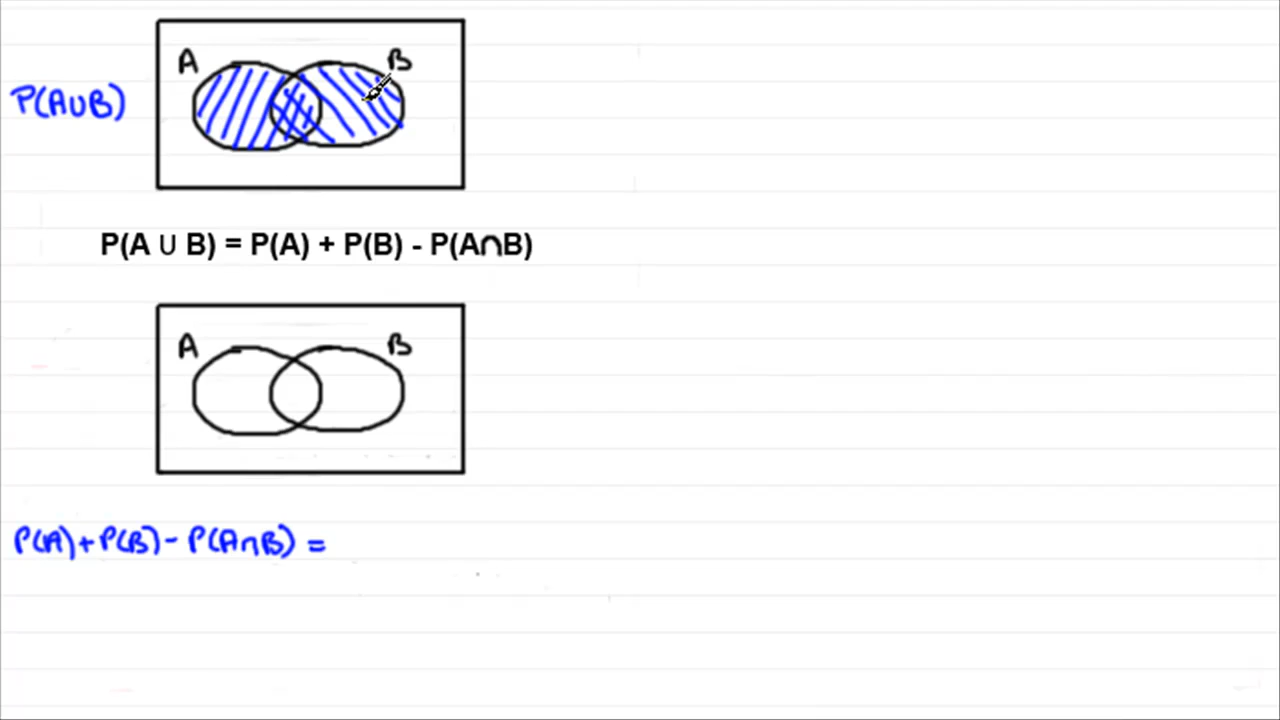 A B
P(A∪B)
P(A ∪ B) = P(A) + P(B) - P(A∩B)
A B
P(A)+P(B)-P(A∩B) =